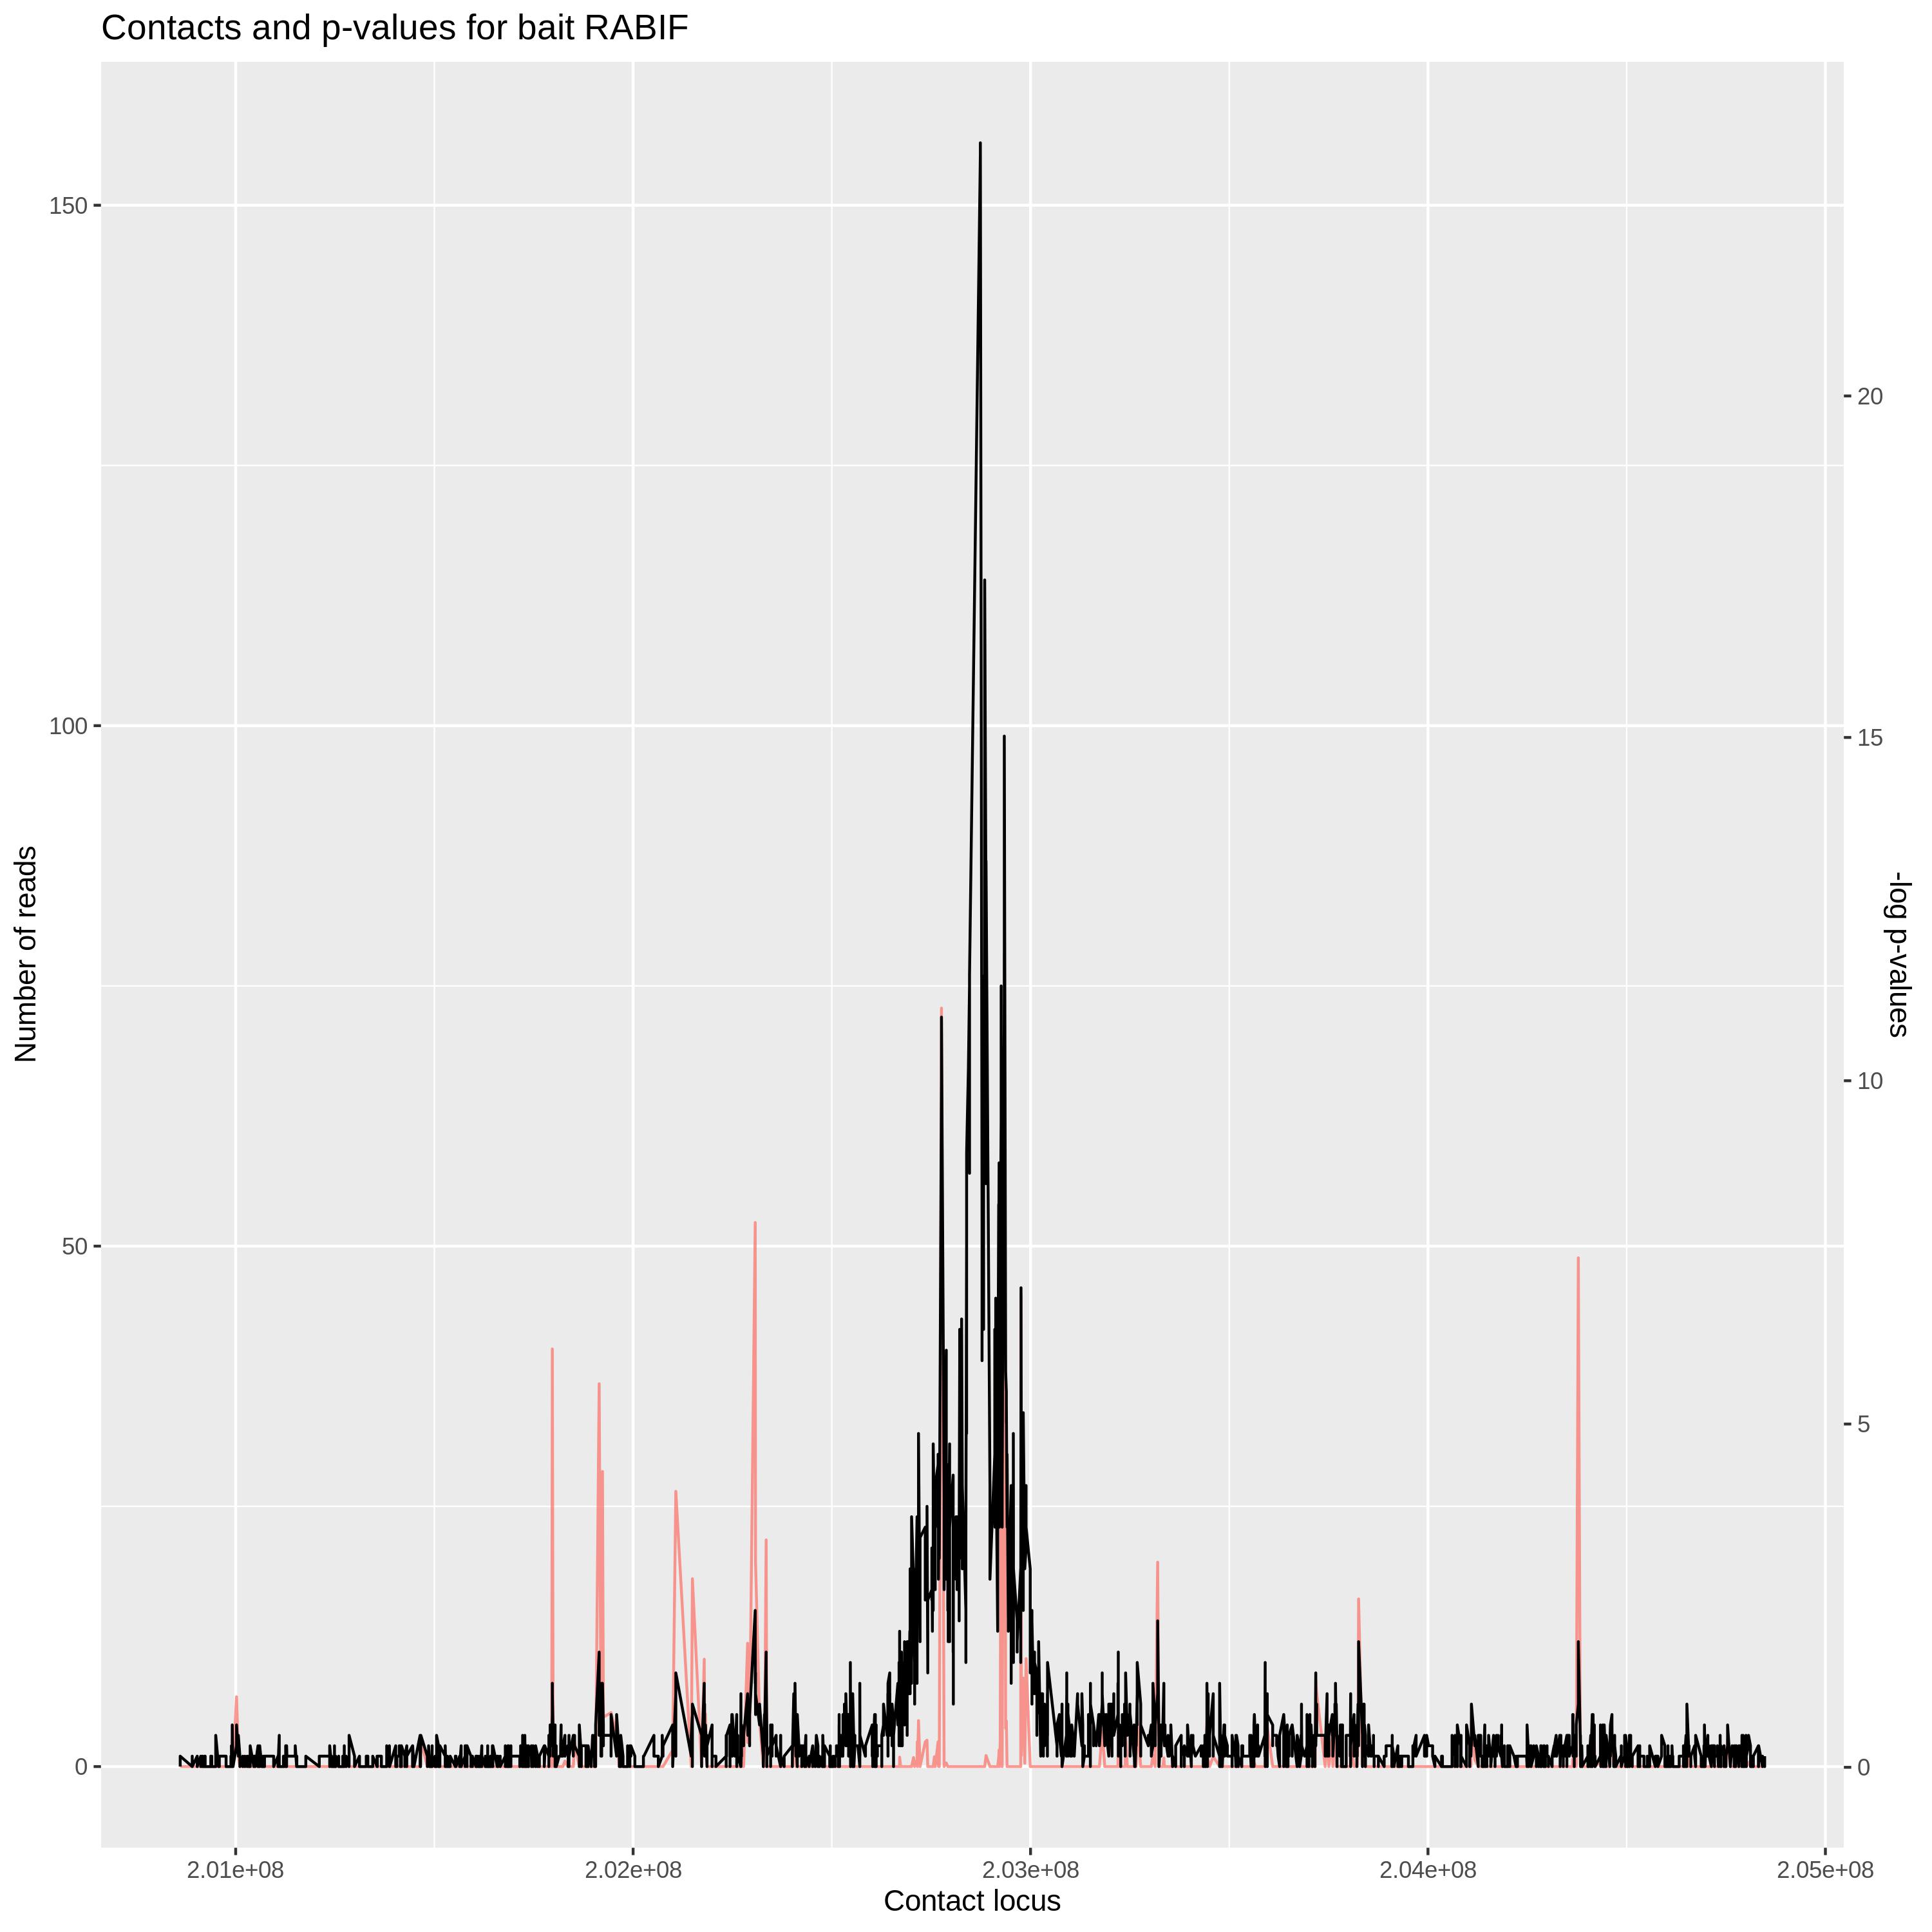 Contacts and p-values for bait RABIF
150
100
50
0
Number of reads
20
15
10
5
0
-log p-values
2.01e+08
2.02e+08
2.03e+08
2.04e+08
2.05e+08
Contact locus